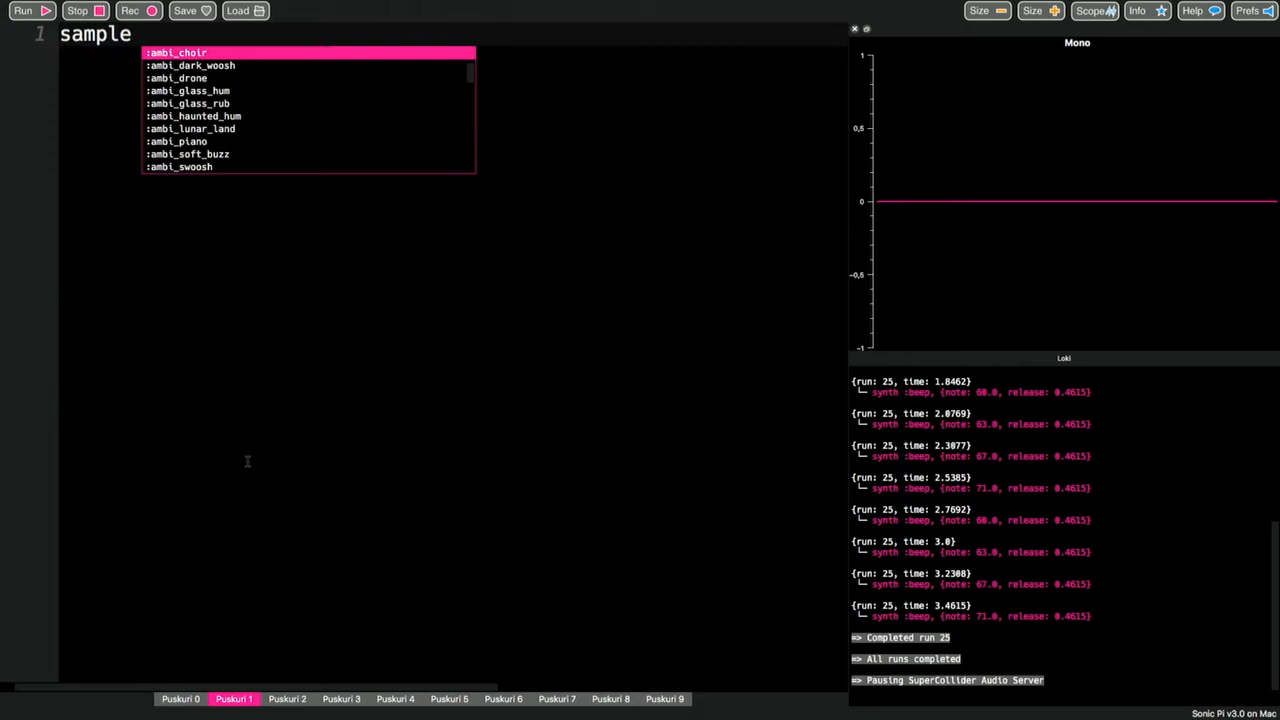 Run Stop Rec Save Load Size Size Scope Info Help Prefs
1 sample
:ambi_choir
:ambi_dark_woosh
:ambi_drone
:ambi_glass_hum
:ambi_glass_rub
:ambi_haunted_hum
:ambi_lunar_land
:ambi_piano
:ambi_soft_buzz
:ambi_swoosh
Mono
1
0,5
0
-0,5
-1
Loki
{run: 25, time: 1.8462}
└─ synth :beep, {note: 60.0, release: 0.4615}
{run: 25, time: 2.0769}
└─ synth :beep, {note: 63.0, release: 0.4615}
{run: 25, time: 2.3077}
└─ synth :beep, {note: 67.0, release: 0.4615}
{run: 25, time: 2.5385}
└─ synth :beep, {note: 71.0, release: 0.4615}
{run: 25, time: 2.7692}
└─ synth :beep, {note: 60.0, release: 0.4615}
{run: 25, time: 3.0}
└─ synth :beep, {note: 63.0, release: 0.4615}
{run: 25, time: 3.2308}
└─ synth :beep, {note: 67.0, release: 0.4615}
{run: 25, time: 3.4615}
└─ synth :beep, {note: 71.0, release: 0.4615}
=> Completed run 25
=> All runs completed
=> Pausing SuperCollider Audio Server
Puskuri 0 Puskuri 1 Puskuri 2 Puskuri 3 Puskuri 4 Puskuri 5 Puskuri 6 Puskuri 7 Puskuri 8 Puskuri 9
Sonic Pi v3.0 on Mac